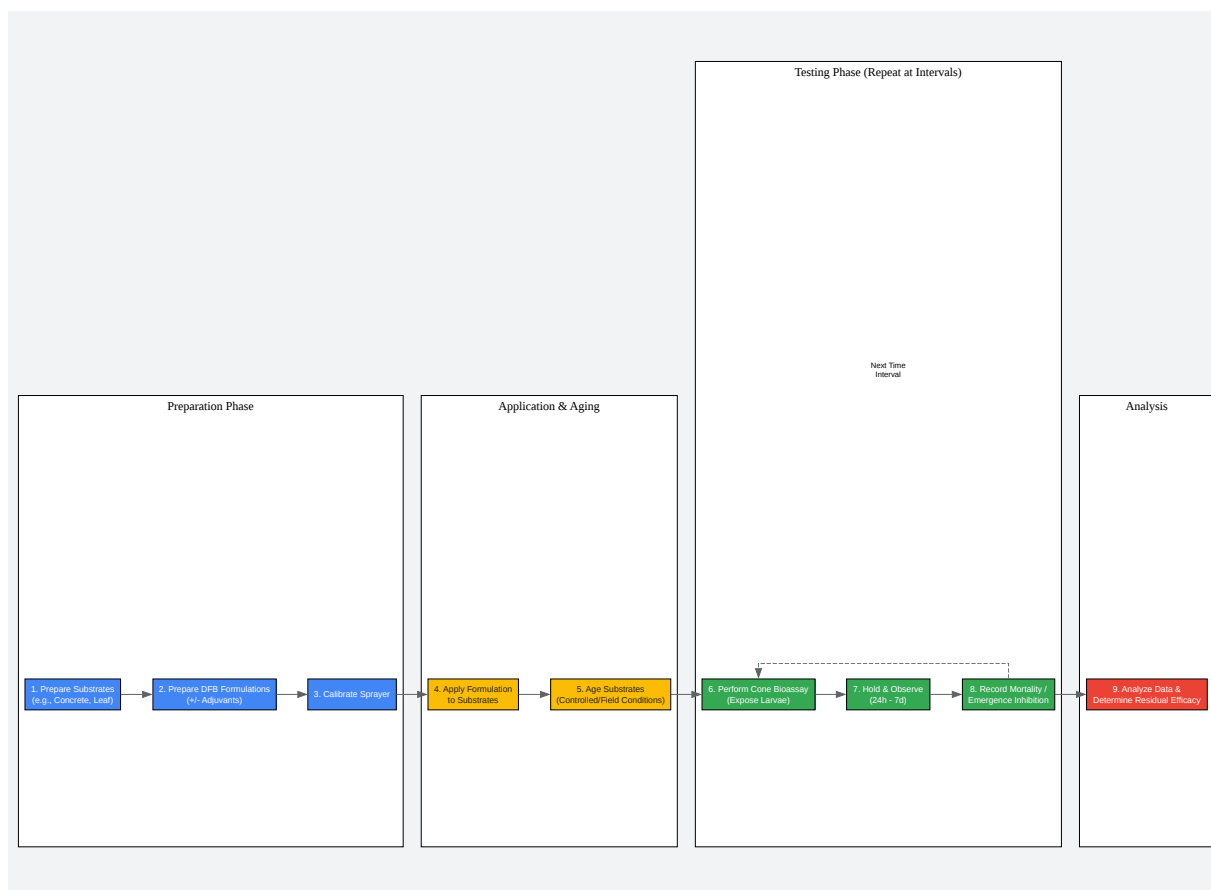 Testing Phase (Repeat at Intervals)
Next Time
Interval
Preparation Phase
Application & Aging
Analysis
1. Prepare Substrates
(e.g., Concrete, Leaf)
2. Prepare DFB Formulations
(+/- Adjuvants)
3. Calibrate Sprayer
4. Apply Formulation
to Substrates
5. Age Substrates
(Controlled/Field Conditions)
6. Perform Cone Bioassay
(Expose Larvae)
7. Hold & Observe
(24h - 7d)
8. Record Mortality /
Emergence Inhibition
9. Analyze Data &
Determine Residual Efficacy